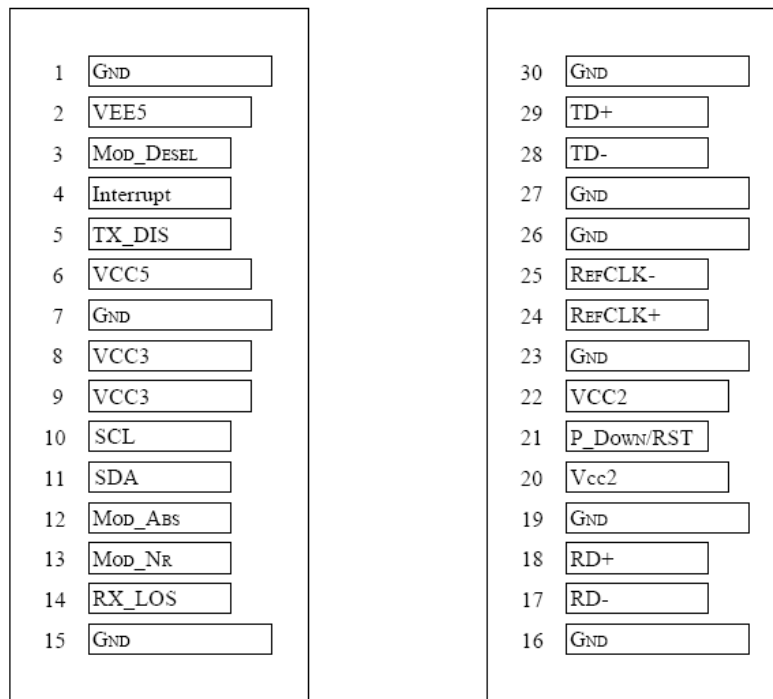 1 GND
2 VEE5
3 MOD_DESEL
4 Interrupt
5 TX_DIS
6 VCC5
7 GND
8 VCC3
9 VCC3
10 SCL
11 SDA
12 MOD_ABS
13 MOD_NR
14 RX_LOS
15 GND
30 GND
29 TD+
28 TD-
27 GND
26 GND
25 REFCLK-
24 REFCLK+
23 GND
22 VCC2
21 P_DOWN/RST
20 Vcc2
19 GND
18 RD+
17 RD-
16 GND